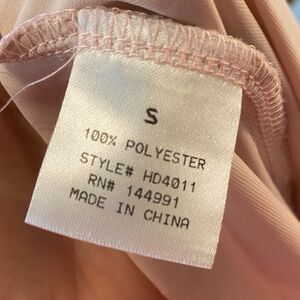 S
100% POLYESTER
STYLE# HD4011
RN# 144991
MADE IN CHINA